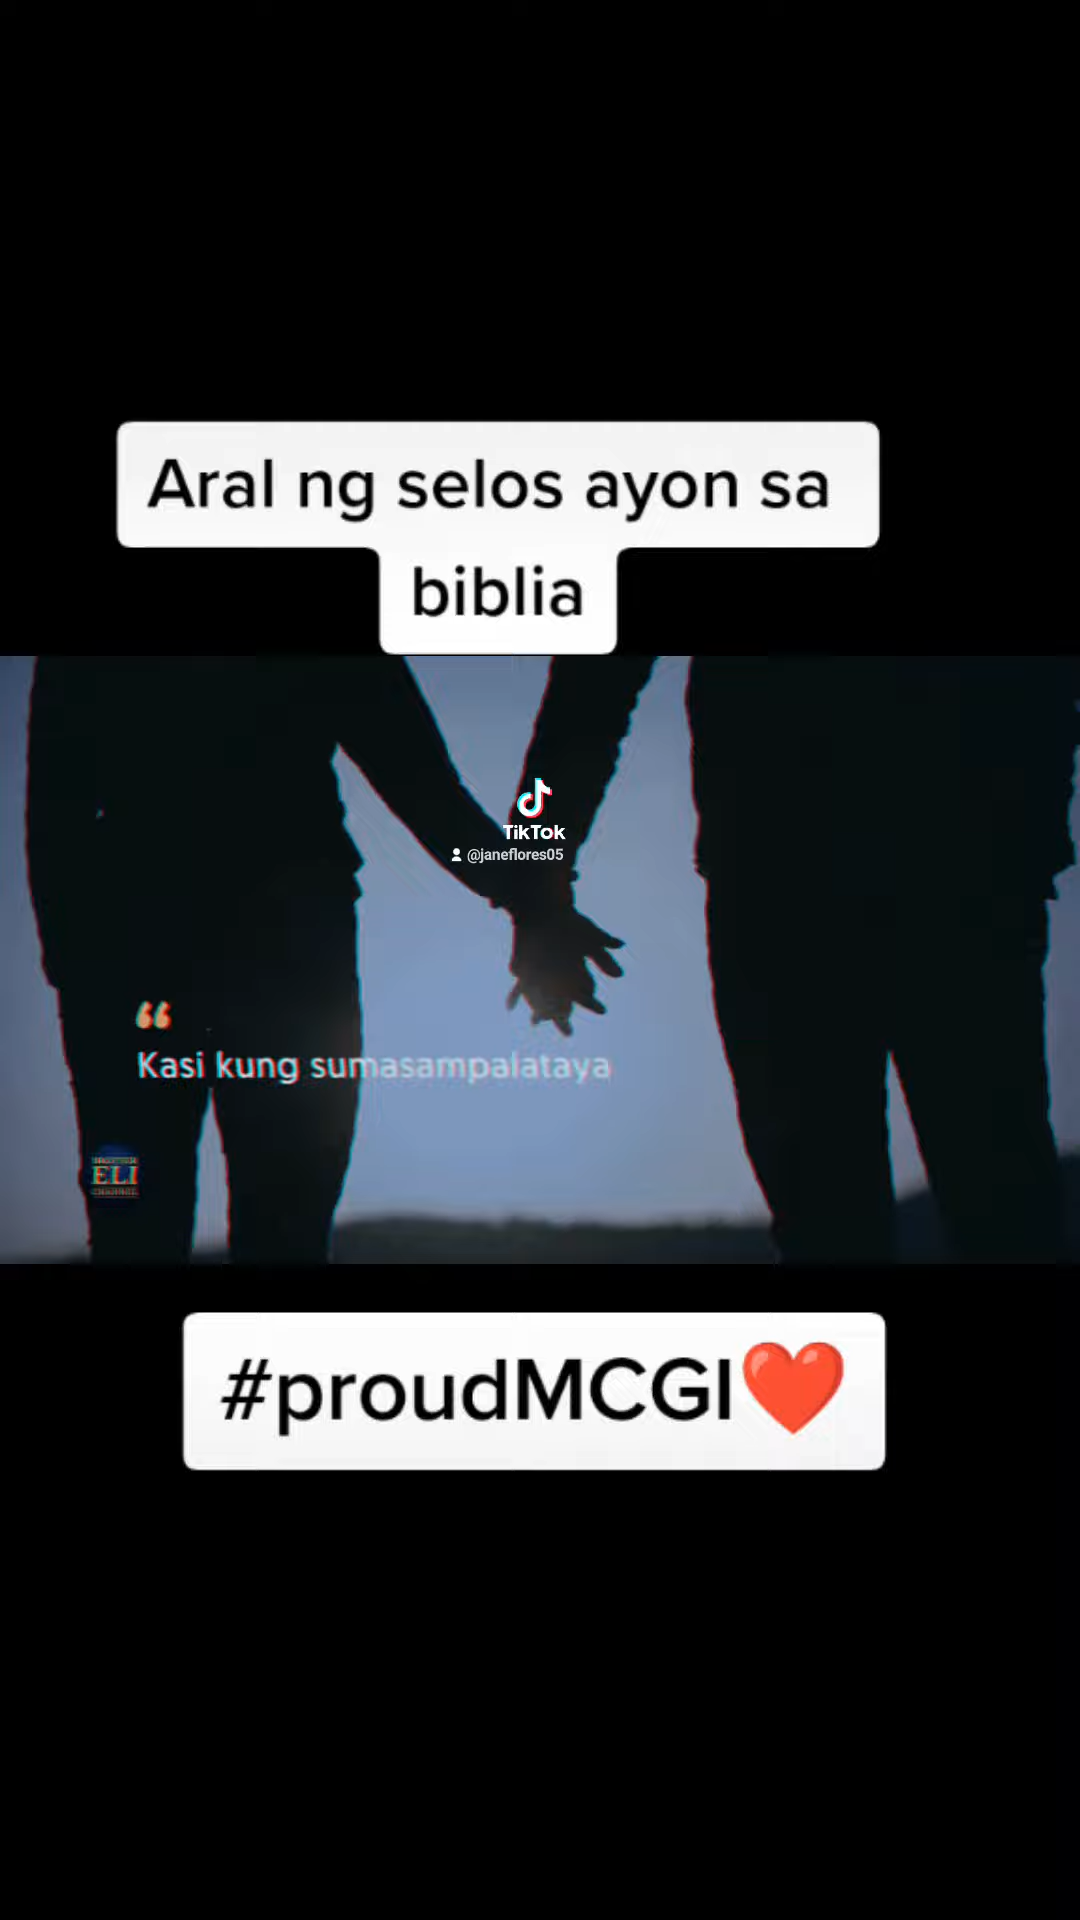 Aral ng selos ayon sa
biblia
TikTok
@janeflores05
“
Kasi kung sumasampalataya
ELI
#proudMCGI❤️